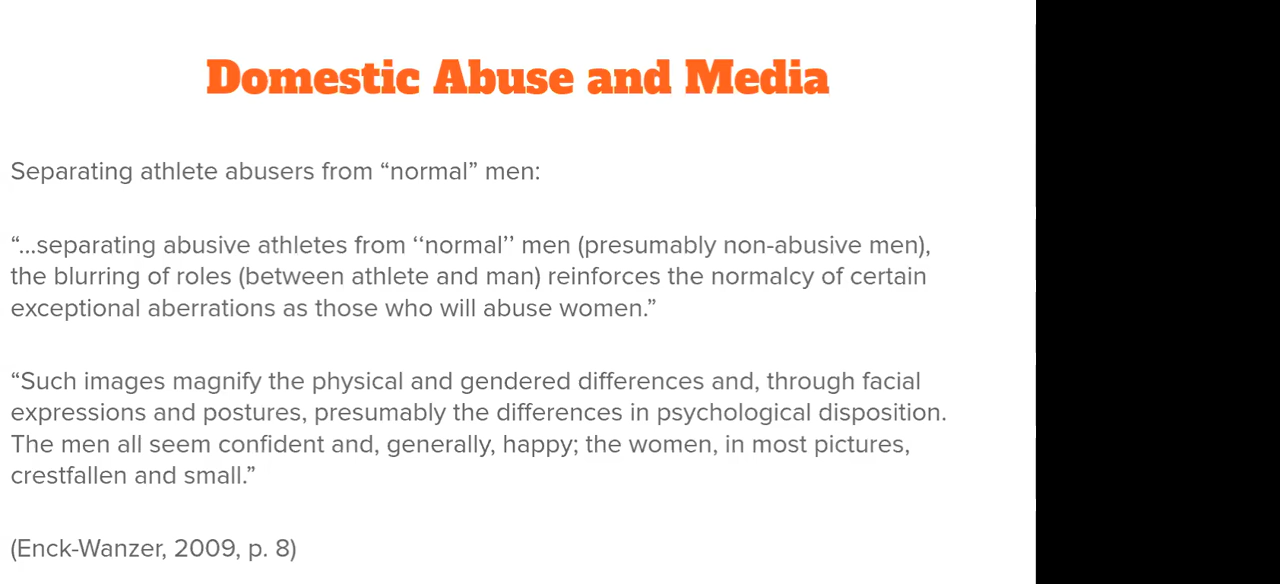 Domestic Abuse and Media
Separating athlete abusers from “normal” men:
“...separating abusive athletes from ‘‘normal’’ men (presumably non-abusive men),
the blurring of roles (between athlete and man) reinforces the normalcy of certain
exceptional aberrations as those who will abuse women.”
“Such images magnify the physical and gendered differences and, through facial
expressions and postures, presumably the differences in psychological disposition.
The men all seem confident and, generally, happy; the women, in most pictures,
crestfallen and small.”
(Enck-Wanzer, 2009, p. 8)